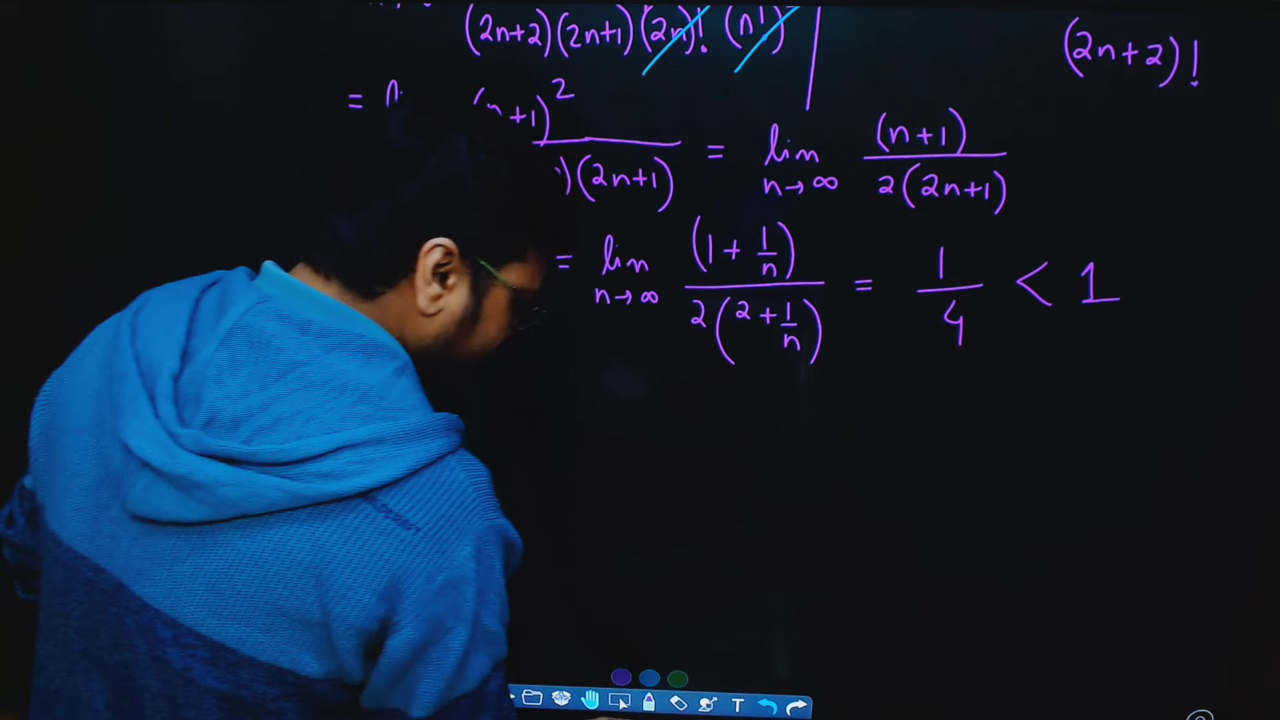 (2n+2)(2n+1)(2n)! (n!)² (2n+2)!
= (n+1)² / )(2n+1) = lim n→∞ (n+1) / 2(2n+1)
= lim n→∞ (1 + 1/n) / 2(2 + 1/n) = 1/4 < 1
T